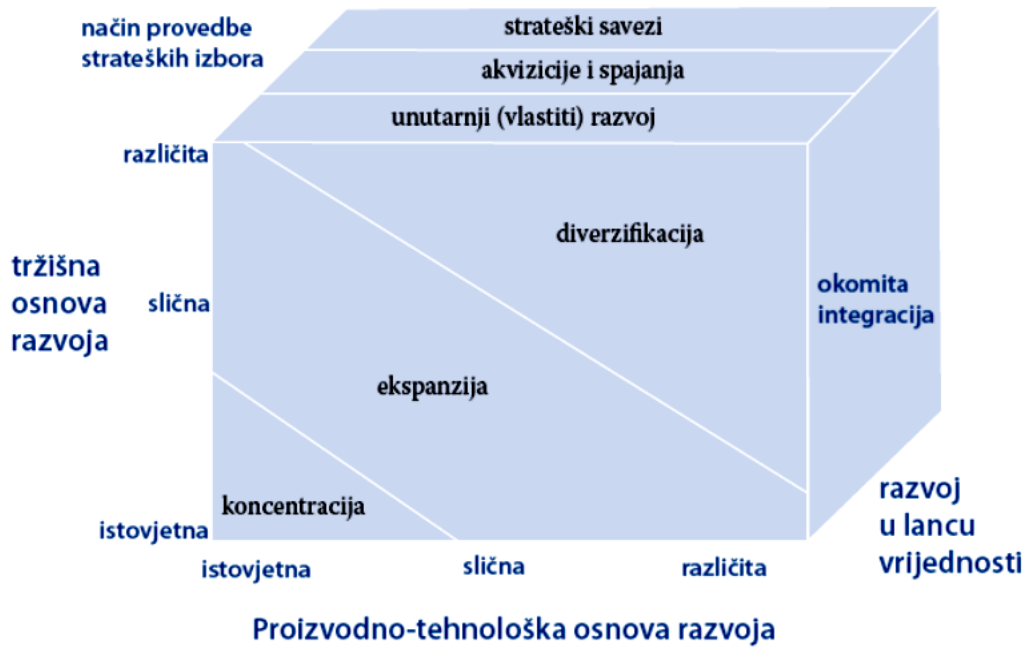 način provedbe
strateških izbora
strateški savezi
akvizicije i spajanja
unutarnji (vlastiti) razvoj
različita
diverzifikacija
tržišna
osnova
razvoja
slična
okomita
integracija
ekspanzija
koncentracija
istovjetna
razvoj
u lancu
vrijednosti
istovjetna
slična
različita
Proizvodno-tehnološka osnova razvoja